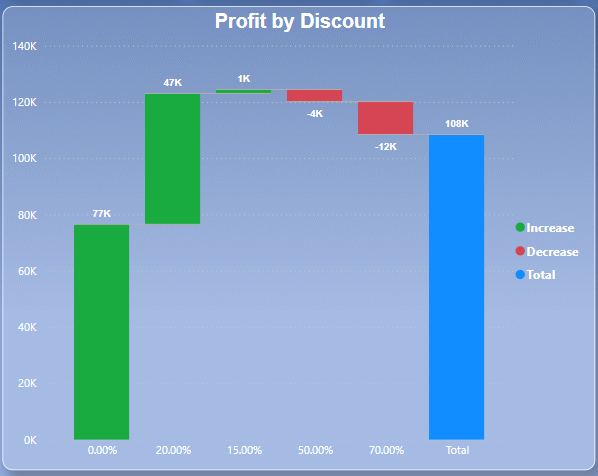 Profit by Discount
140K
120K
100K
80K
60K
40K
20K
0K
77K
47K
1K
-4K
-12K
108K
0.00%
20.00%
15.00%
50.00%
70.00%
Total
Increase
Decrease
Total